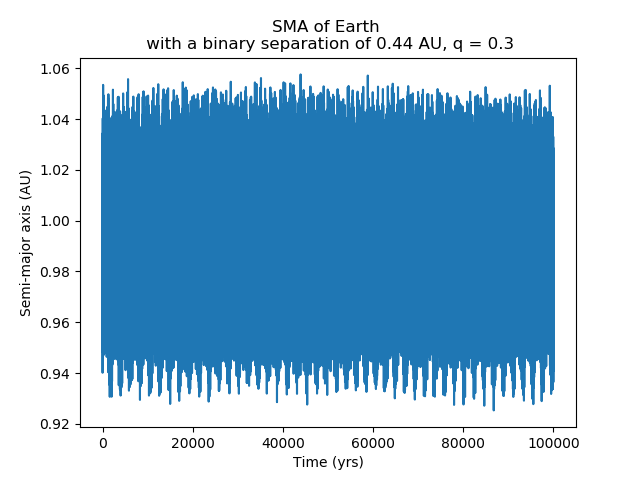 SMA of Earth
with a binary separation of 0.44 AU, q = 0.3
1.06
1.04
1.02
1.00
0.98
0.96
0.94
0.92
Semi-major axis (AU)
0 20000 40000 60000 80000 100000
Time (yrs)